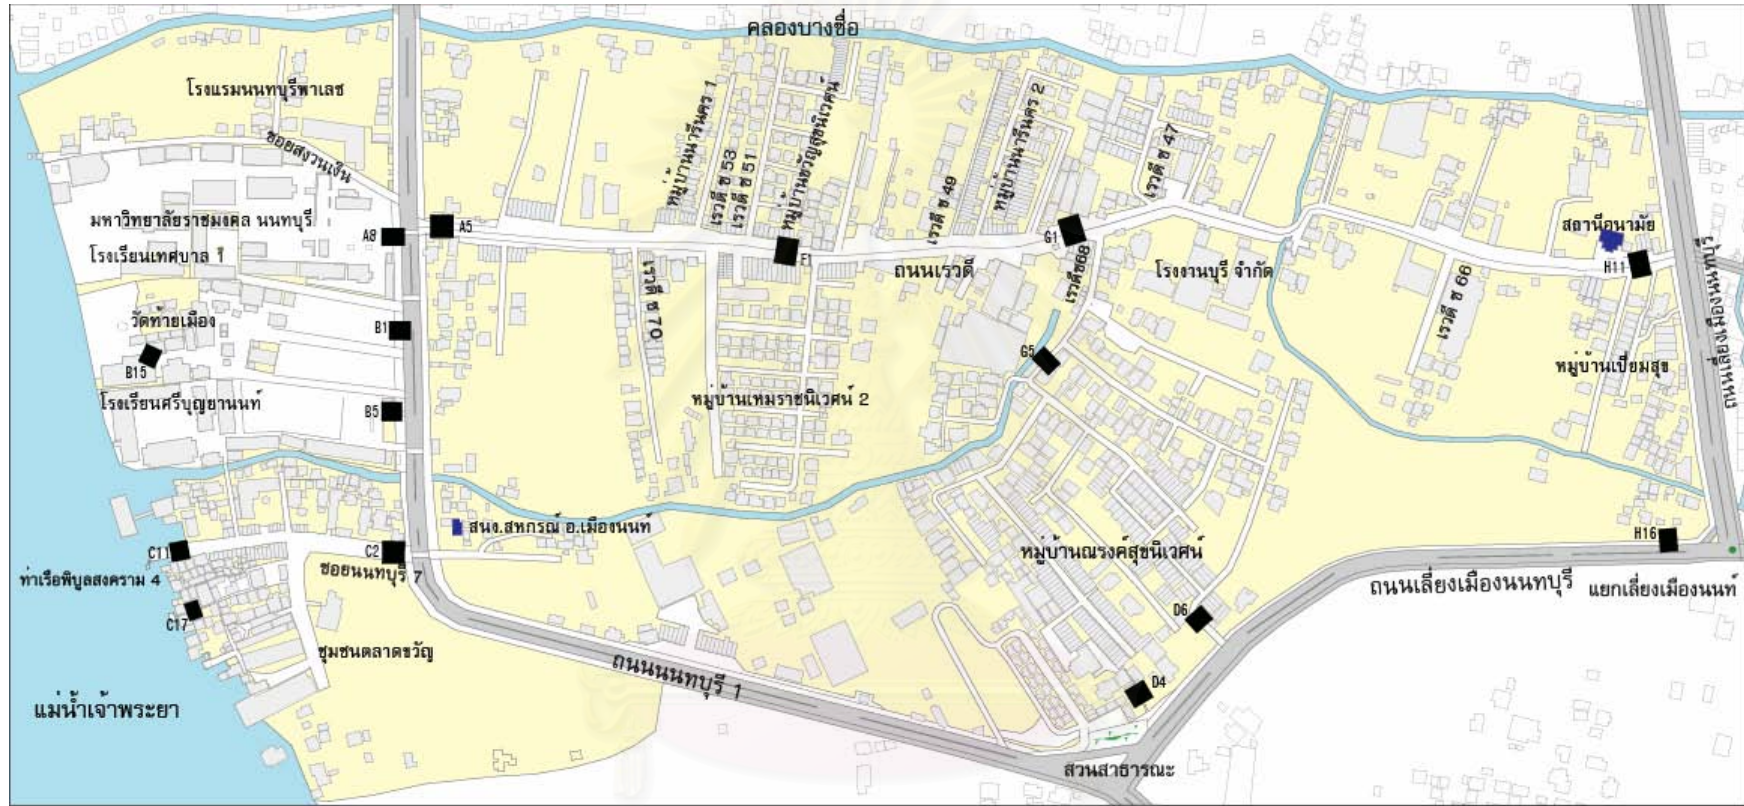 คลองบางซื่อ
โรงแรมนนทบุรีพาเลซ
ซอยสงวนเงิน
หมู่บ้านนารีนคร 1
เรวดี ซ 53
เรวดี ซ 51
หมู่บ้านขวัญสุขนิเวศน์
เรวดี ซ 49
หมู่บ้านนารีนคร 2
เรวดี ซ 47
มหาวิทยาลัยราชมงคล นนทบุรี
A8
A5
โรงเรียนเทศบาล 1
F1
G1
ถนนเรวดี
เรวดีซ68
โรงงานบุรี จำกัด
สถานีอนามัย
H11
เรวดี ซ 66
เรวดี ซ 70
วัดท้ายเมือง
B1
B15
G5
หมู่บ้านเปี่ยมสุข
โรงเรียนศรีบุญยานนท์
B5
หมู่บ้านเทมราชนิเวศน์ 2
สนง.สหกรณ์ อ.เมืองนนท์
C11
C2
ซอยนนทบุรี 7
ท่าเรือพิบูลสงคราม 4
C17
หมู่บ้านณรงค์สุขนิเวศน์
H16
ถนนเลี่ยงเมืองนนทบุรี
แยกเลี่ยงเมืองนนท์
D6
ชุมชนตลาดขวัญ
ถนนนนทบุรี 1
D4
แม่น้ำเจ้าพระยา
สวนสาธารณะ